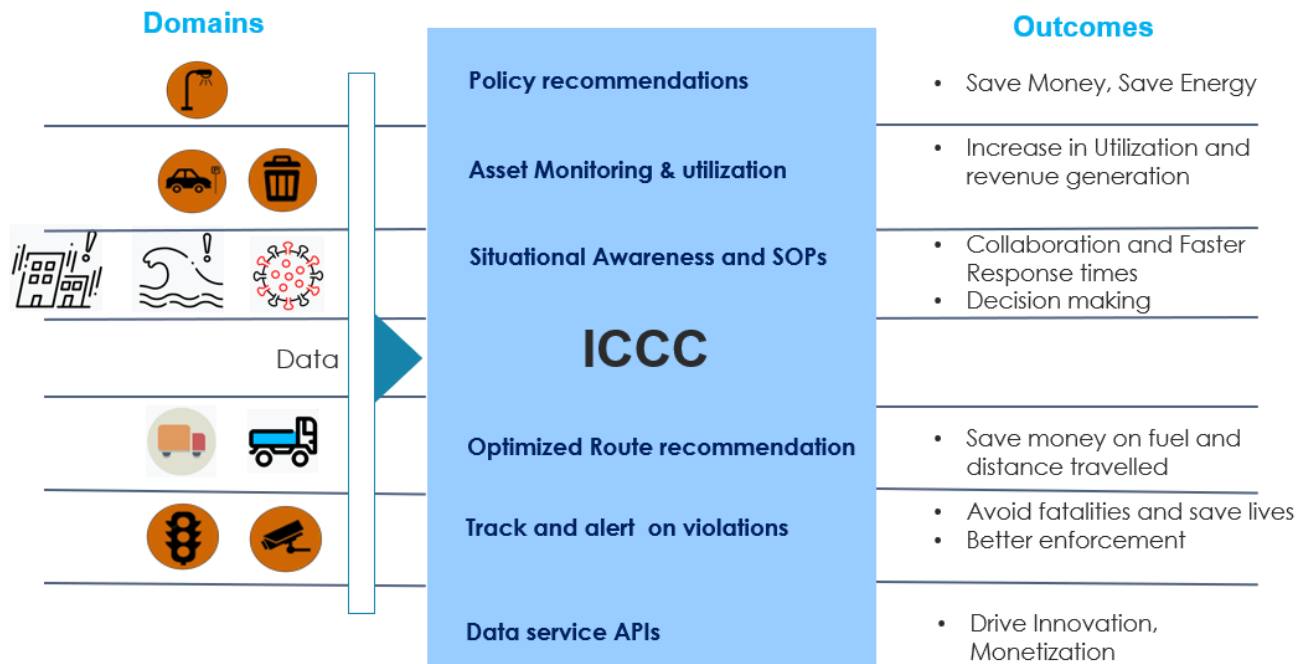 Domains
Outcomes
Policy recommendations
• Save Money, Save Energy
Asset Monitoring & utilization
• Increase in Utilization and
revenue generation
Situational Awareness and SOPs
• Collaboration and Faster
Response times
• Decision making
Data
ICCC
Optimized Route recommendation
• Save money on fuel and
distance travelled
Track and alert  on violations
• Avoid fatalities and save lives
• Better enforcement
Data service APIs
• Drive Innovation,
Monetization